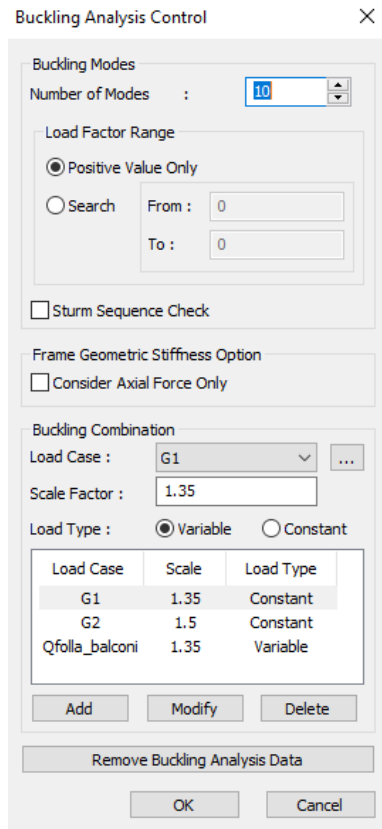 Buckling Analysis Control
Buckling Modes
Number of Modes : 10
Load Factor Range
Positive Value Only
Search From : 0
To : 0
Sturm Sequence Check
Frame Geometric Stiffness Option
Consider Axial Force Only
Buckling Combination
Load Case : G1 ...
Scale Factor : 1.35
Load Type : Variable Constant
Load Case Scale Load Type
G1 1.35 Constant
G2 1.5 Constant
Qfolla_balconi 1.35 Variable
Add Modify Delete
Remove Buckling Analysis Data
OK Cancel